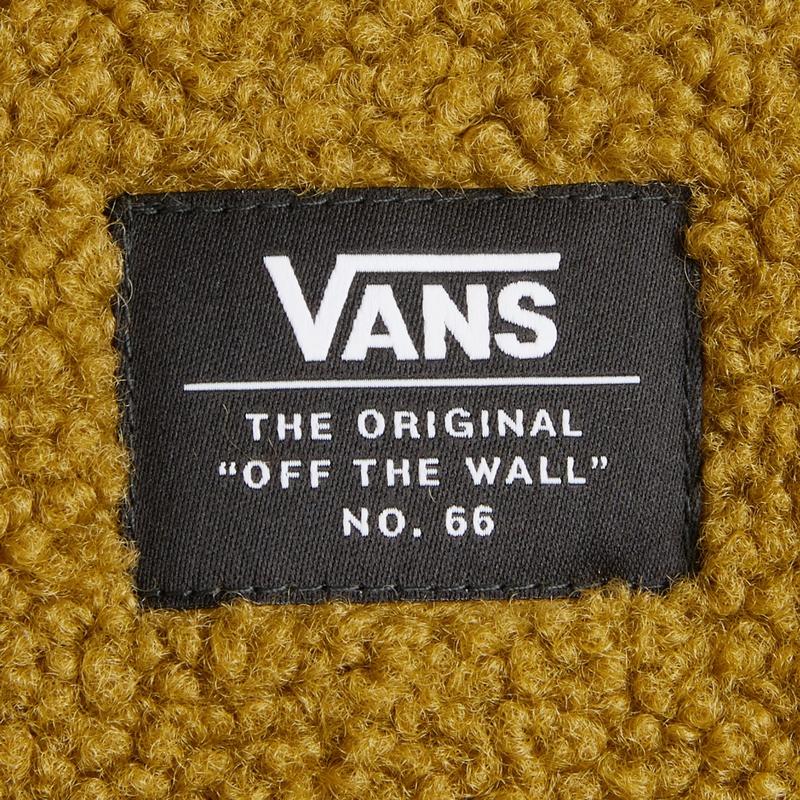 VANS
THE ORIGINAL
“OFF THE WALL”
NO. 66